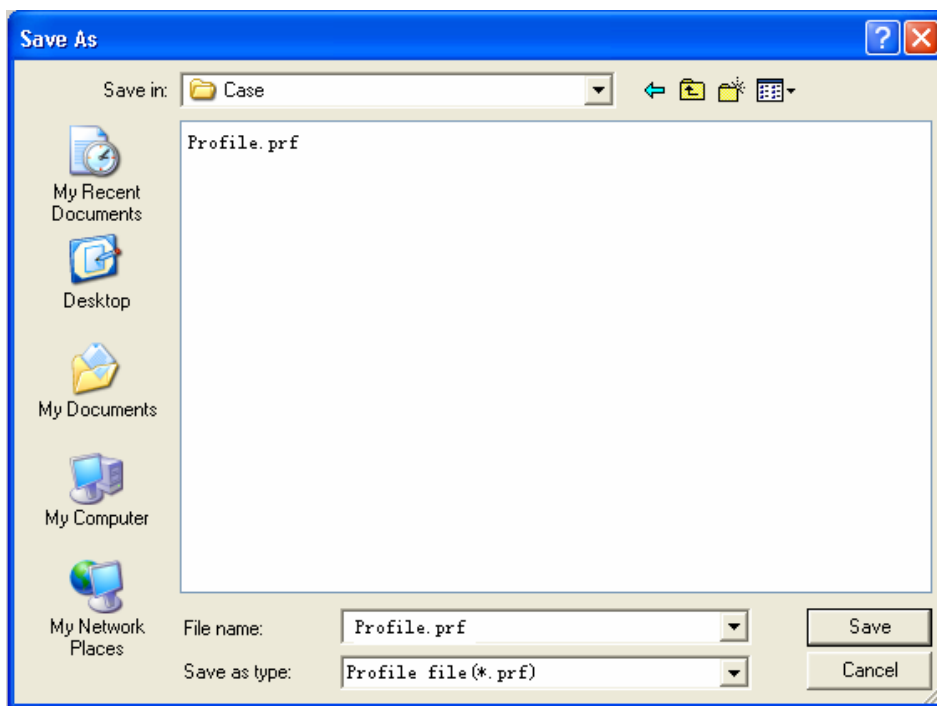 Save As
Save in: Case
Profile.prf
My Recent
Documents
Desktop
My Documents
My Computer
My Network
Places
File name: Profile.prf Save
Save as type: Profile file(*.prf) Cancel